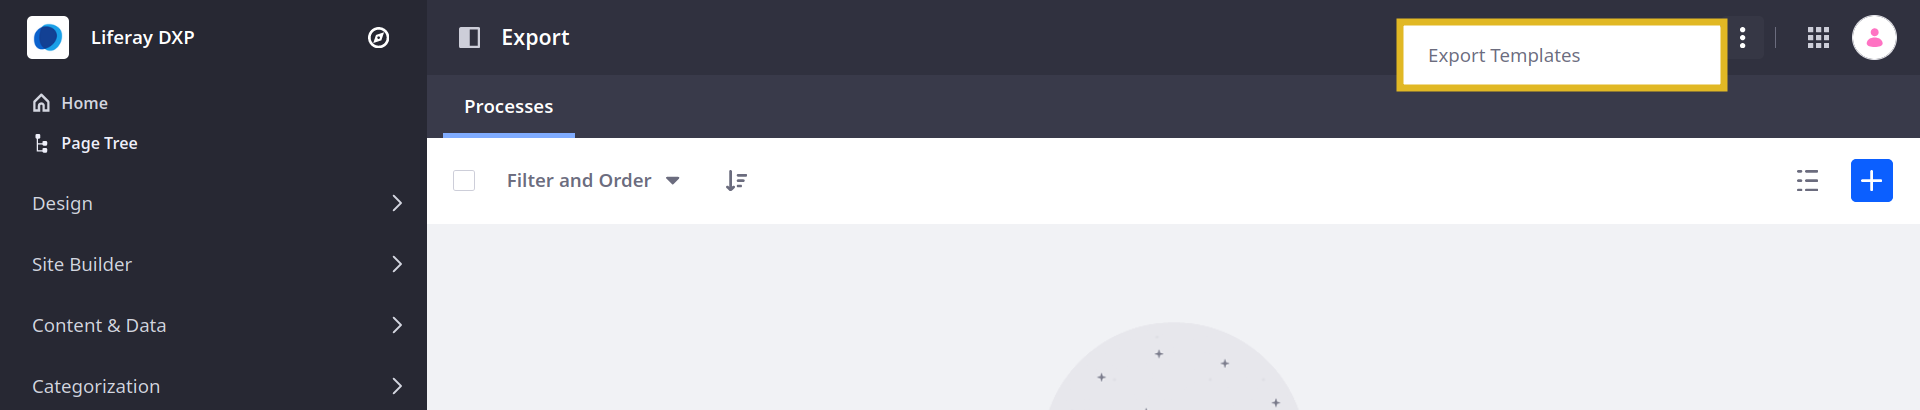 Liferay DXP
Home
Page Tree
Design
Site Builder
Content & Data
Categorization
Export
Export Templates
Processes
Filter and Order